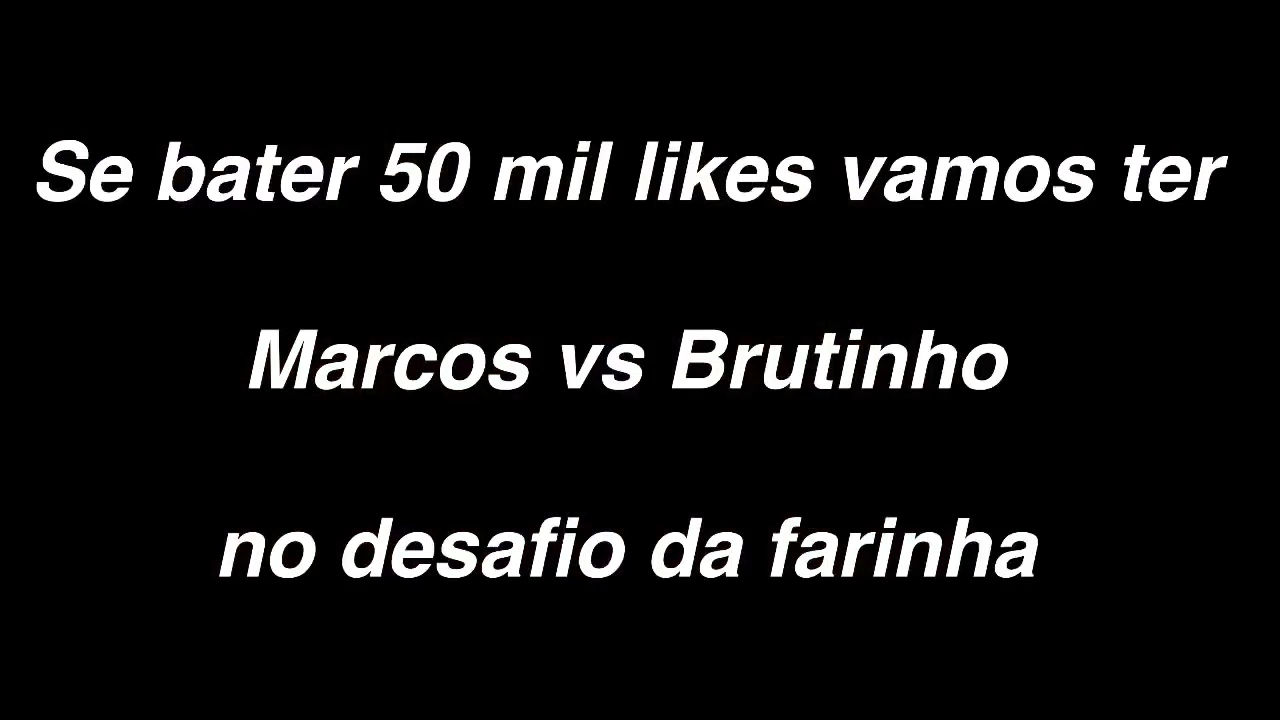 Se bater 50 mil likes vamos ter
Marcos vs Brutinho
no desafio da farinha